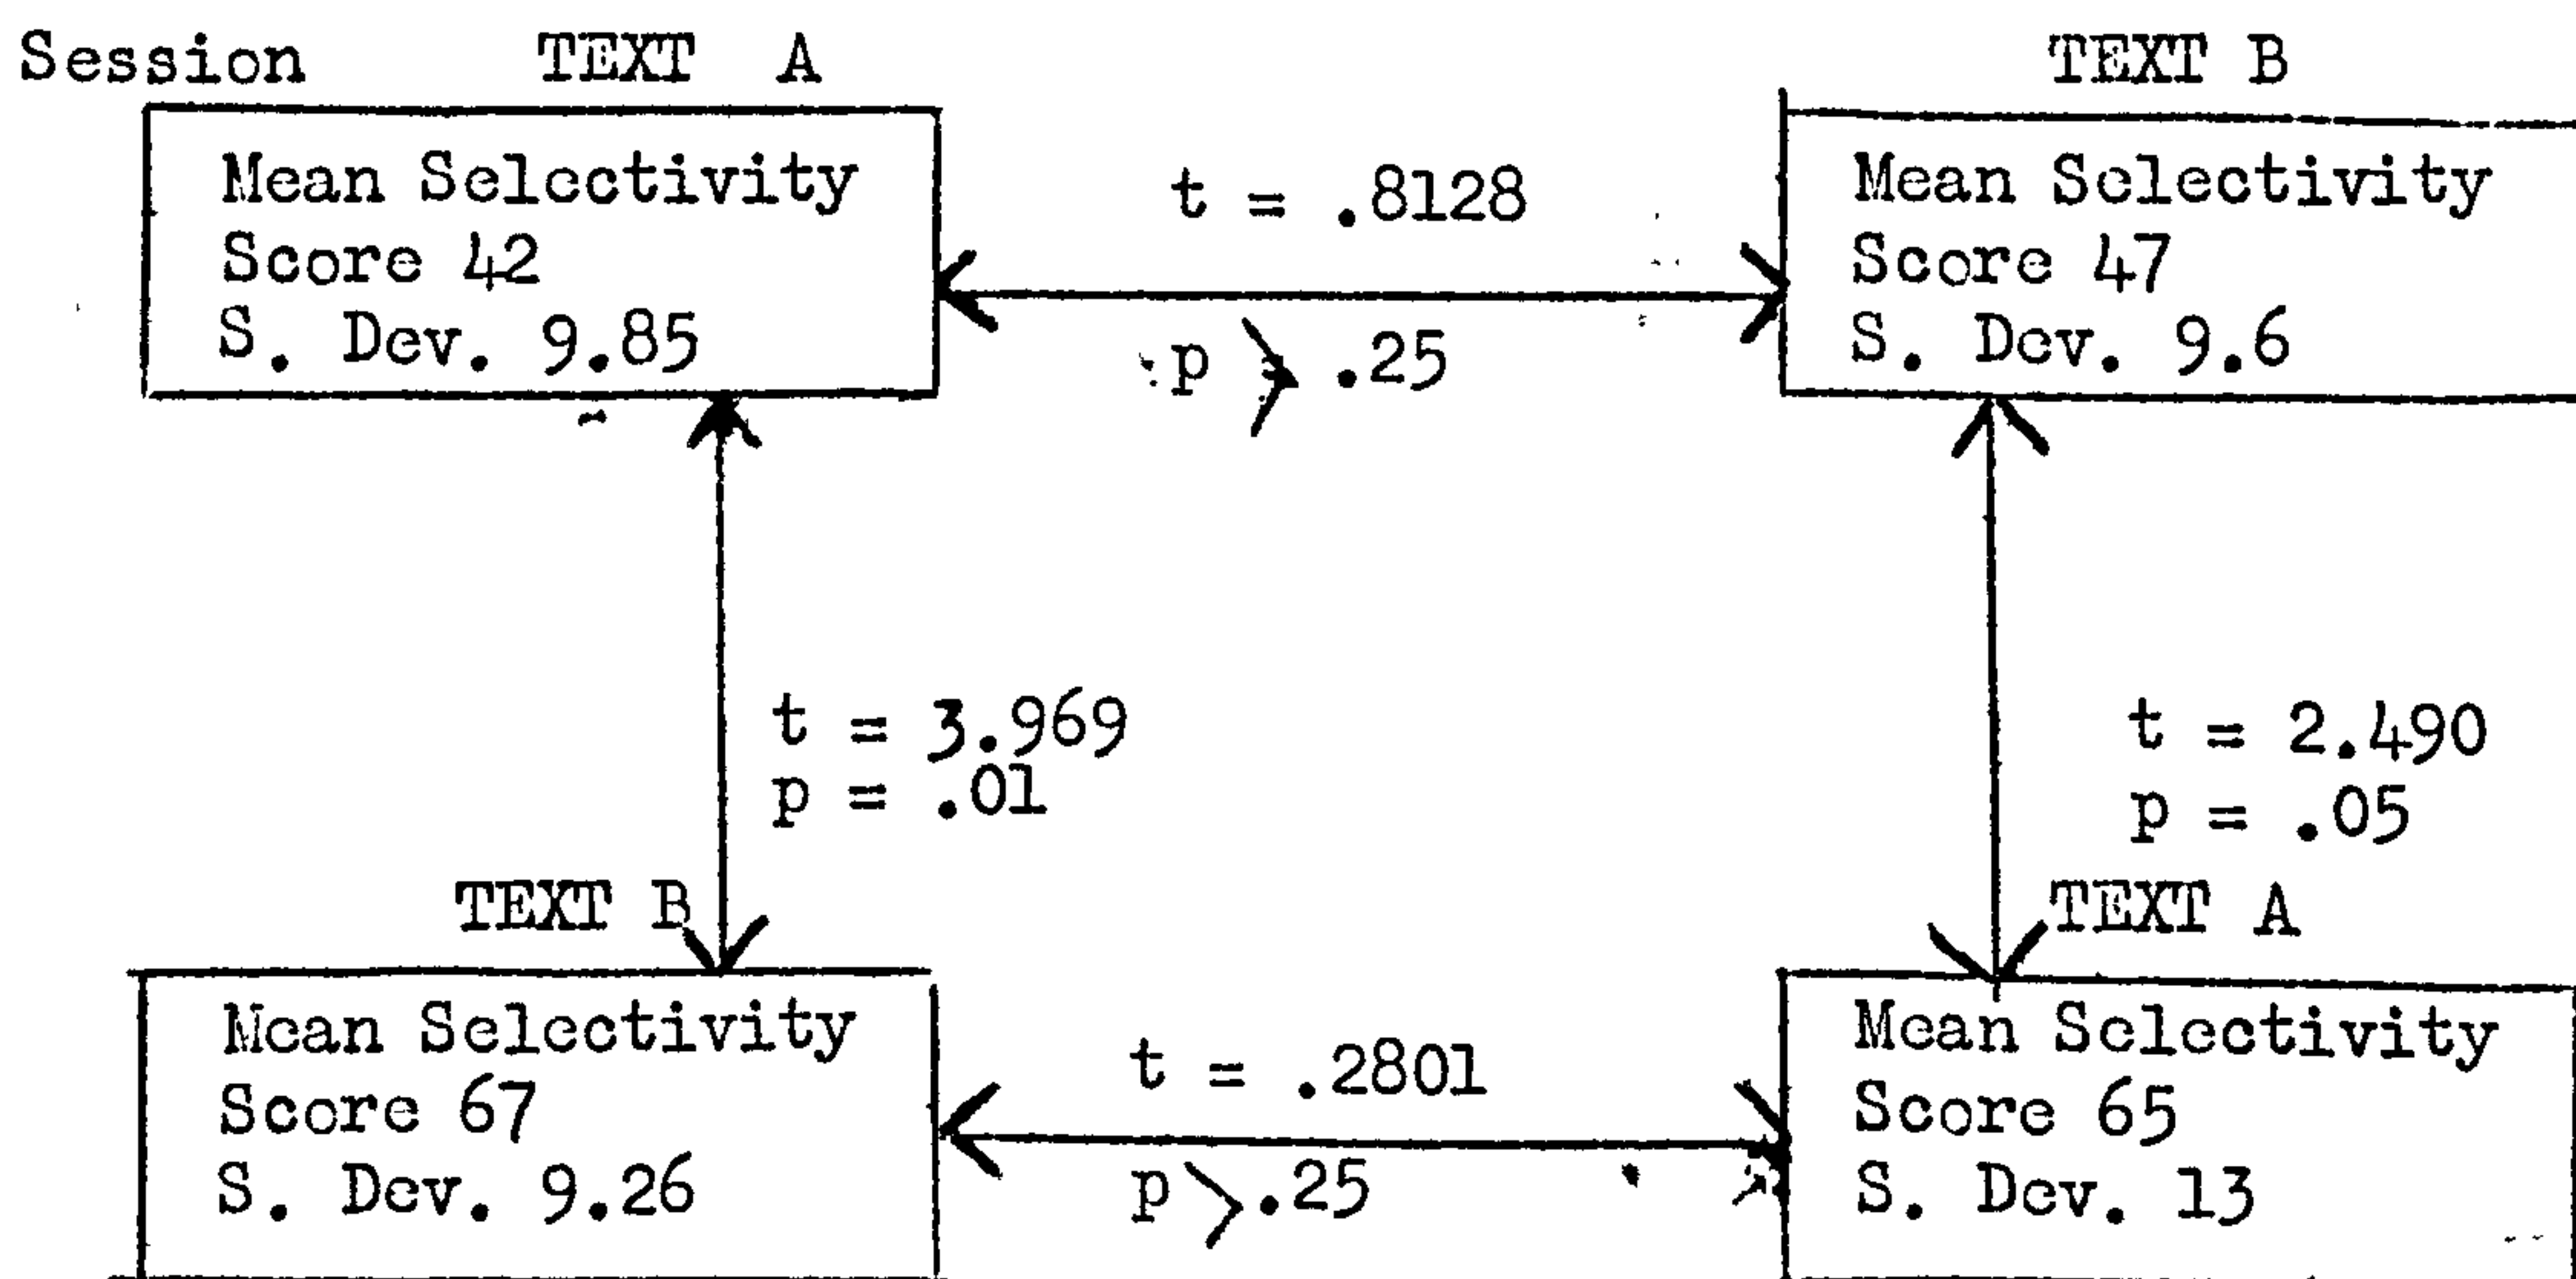 Session TEXT A TEXT B
Mean Selectivity
Score 42
S. Dev. 9.85
t = .8128
p > .25
Mean Selectivity
Score 47
S. Dev. 9.6
t = 3.969
p = .01
t = 2.490
p = .05
TEXT B
TEXT A
Mean Selectivity
Score 67
S. Dev. 9.26
t = .2801
p > .25
Mean Selectivity
Score 65
S. Dev. 13